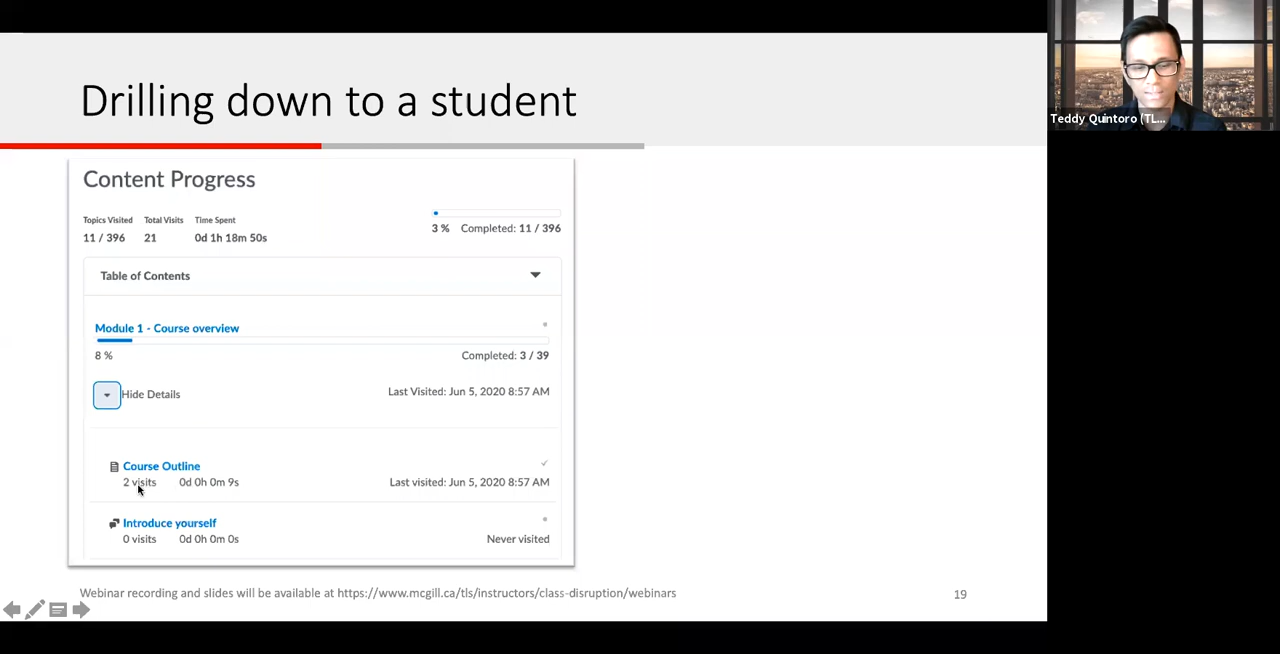 Drilling down to a student
Teddy Quintoro (TL...
Content Progress
Topics Visited Total Visits Time Spent
11 / 396 21 0d 1h 18m 50s
3 % Completed: 11 / 396
Table of Contents
Module 1 - Course overview
8 % Completed: 3 / 39
Hide Details Last Visited: Jun 5, 2020 8:57 AM
Course Outline
2 visits 0d 0h 0m 9s Last visited: Jun 5, 2020 8:57 AM
Introduce yourself
0 visits 0d 0h 0m 0s Never visited
Webinar recording and slides will be available at https://www.mcgill.ca/tls/instructors/class-disruption/webinars
19